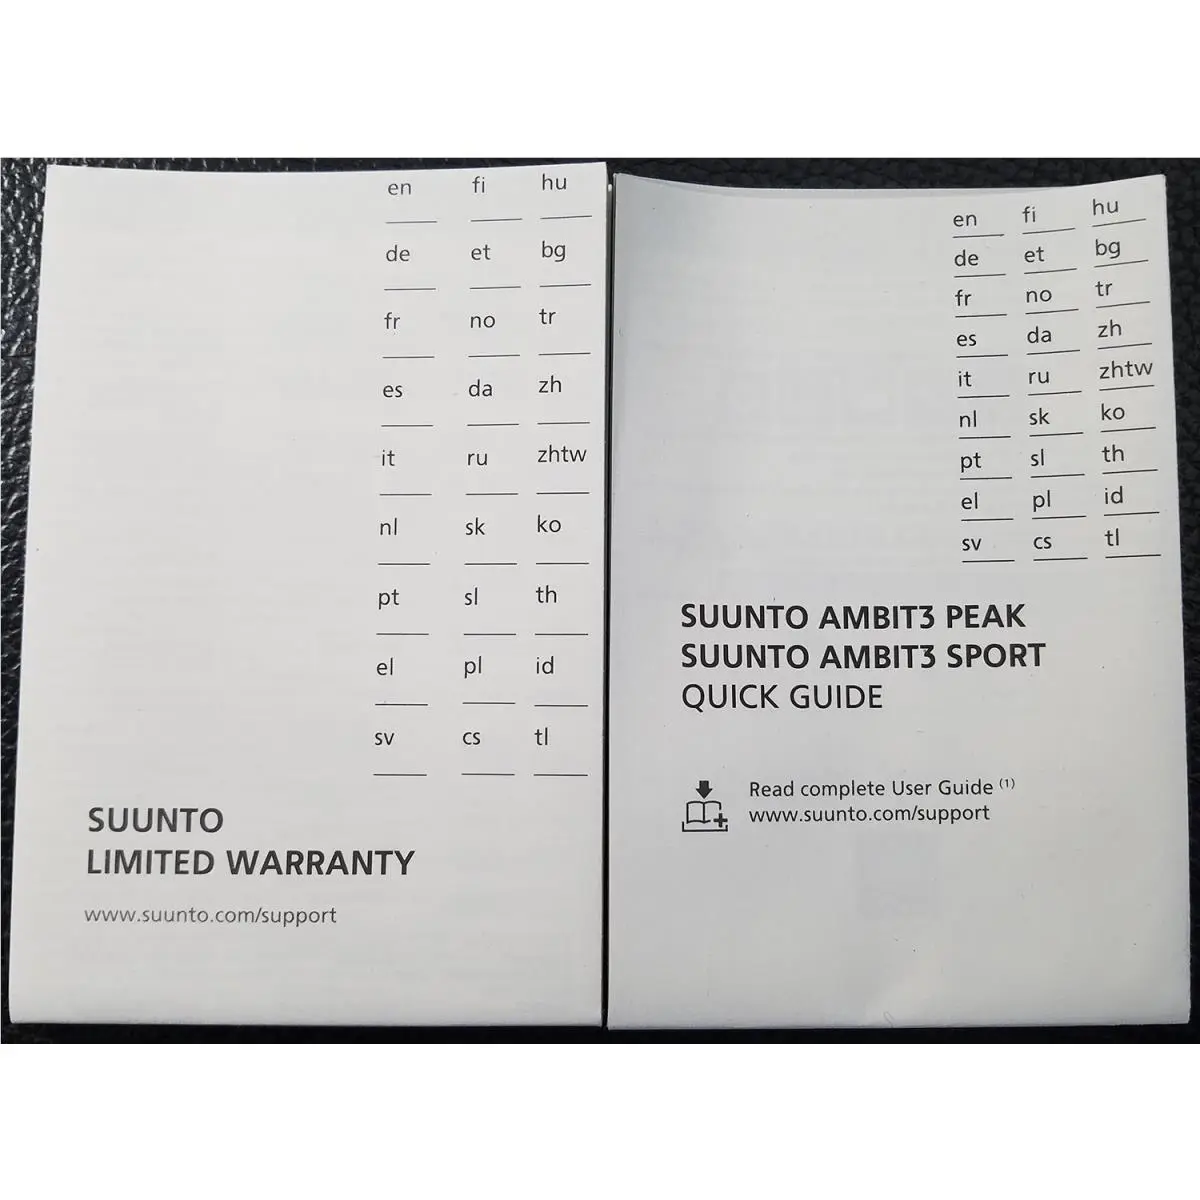 en fi hu
de et bg
fr no tr
es da zh
it ru zhtw
nl sk ko
pt sl th
el pl id
sv cs tl
SUUNTO
LIMITED WARRANTY
www.suunto.com/support
en fi hu
de et bg
fr no tr
es da zh
it ru zhtw
nl sk ko
pt sl th
el pl id
sv cs tl
SUUNTO AMBIT3 PEAK
SUUNTO AMBIT3 SPORT
QUICK GUIDE
Read complete User Guide (1)
www.suunto.com/support